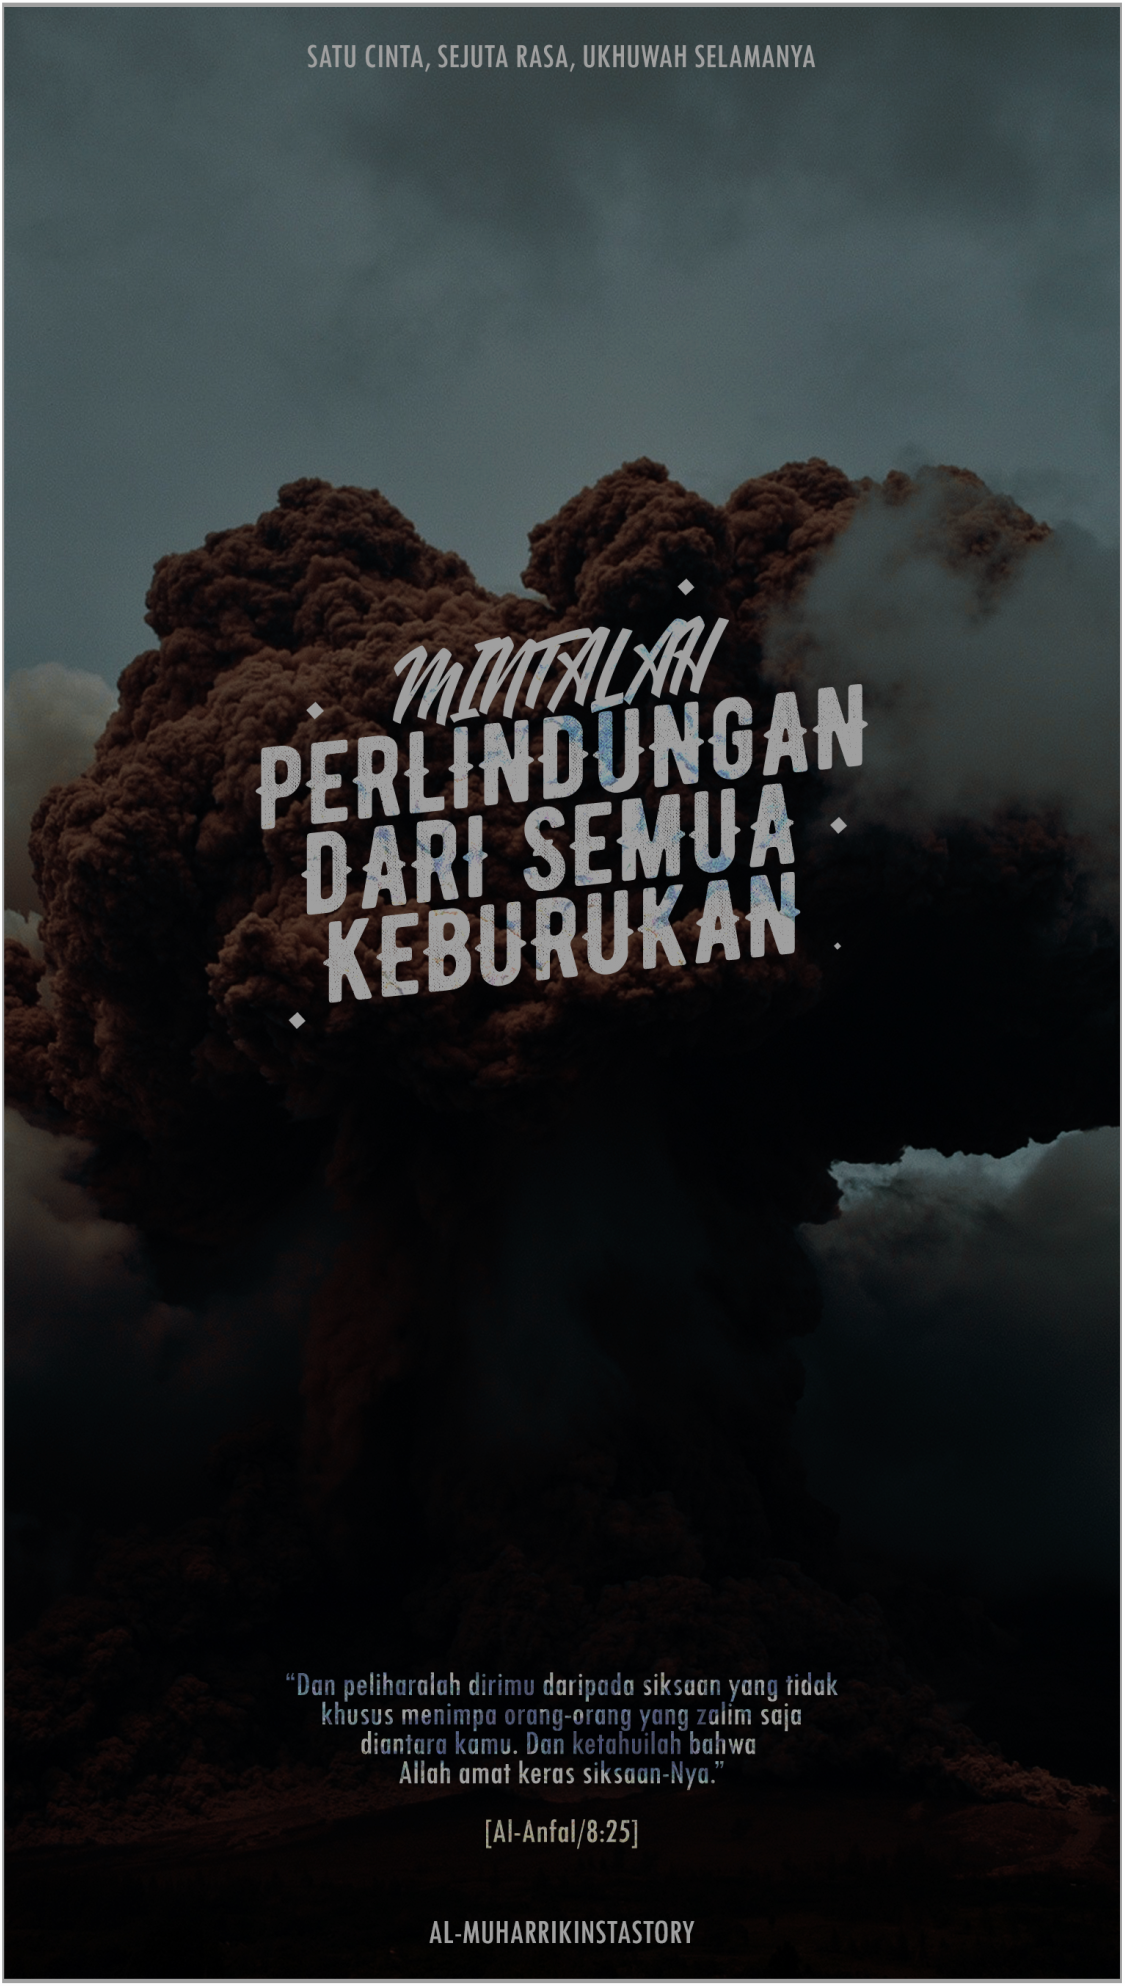 SATU CINTA, SEJUTA RASA, UKHUWAH SELAMANYA
MINTALAH
PERLINDUNGAN
DARI SEMUA
KEBURUKAN
“Dan peliharalah dirimu daripada siksaan yang tidak
khusus menimpa orang-orang yang zalim saja
diantara kamu. Dan ketahuilah bahwa
Allah amat keras siksaan-Nya.”
[Al-Anfal/8:25]
AL-MUHARRIKINSTASTORY